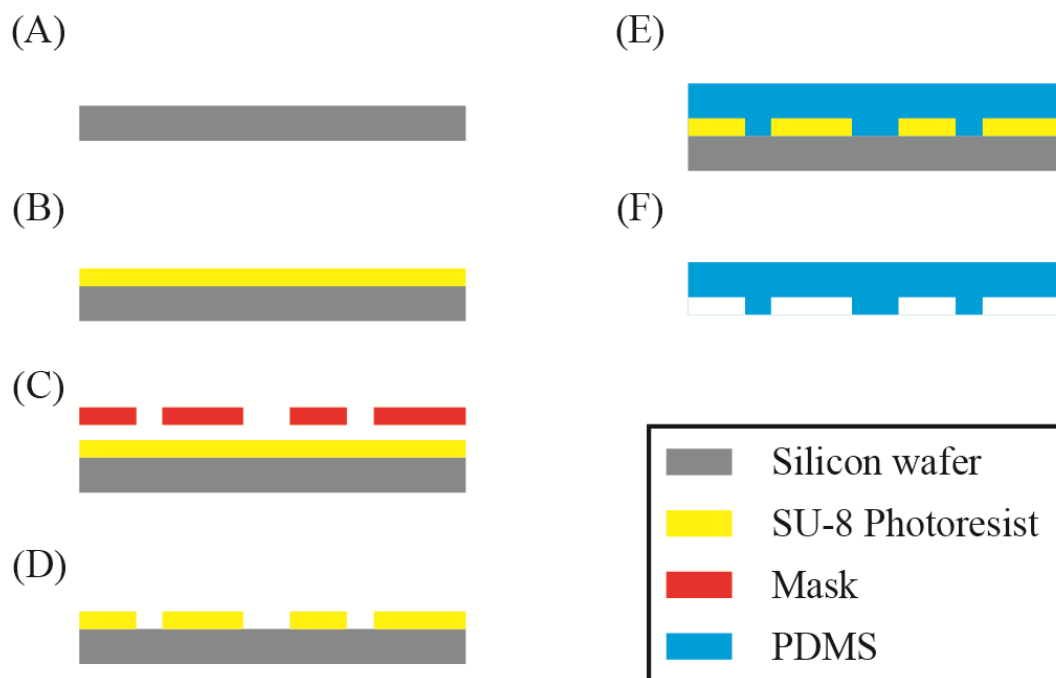 (A)
(B)
(C)
(D)
(E)
(F)
Silicon wafer
SU-8 Photoresist
Mask
PDMS